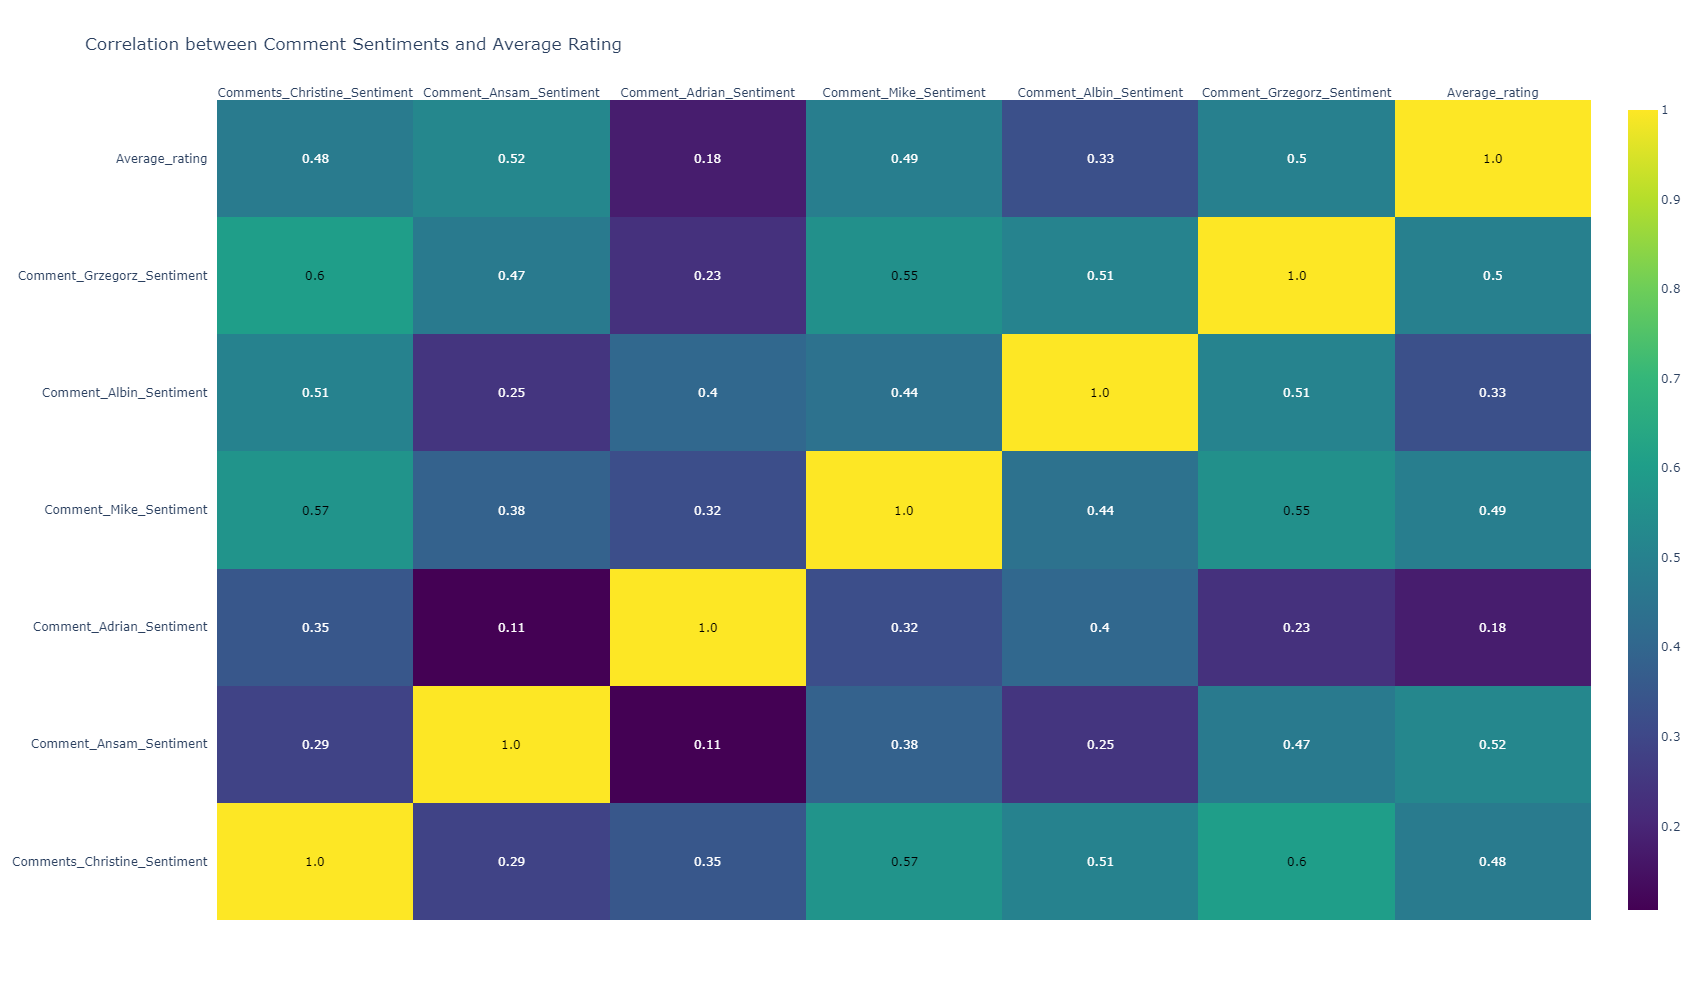 Correlation between Comment Sentiments and Average Rating
Comments_Christine_Sentiment Comment_Ansam_Sentiment Comment_Adrian_Sentiment Comment_Mike_Sentiment Comment_Albin_Sentiment Comment_Grzegorz_Sentiment Average_rating
1
Average_rating 0.48 0.52 0.18 0.49 0.33 0.5 1.0
0.9
Comment_Grzegorz_Sentiment 0.6 0.47 0.23 0.55 0.51 1.0 0.5
0.8
0.7
Comment_Albin_Sentiment 0.51 0.25 0.4 0.44 1.0 0.51 0.33
0.6
Comment_Mike_Sentiment 0.57 0.38 0.32 1.0 0.44 0.55 0.49
0.5
Comment_Adrian_Sentiment 0.35 0.11 1.0 0.32 0.4 0.23 0.18
0.4
0.3
Comment_Ansam_Sentiment 0.29 1.0 0.11 0.38 0.25 0.47 0.52
0.2
Comments_Christine_Sentiment 1.0 0.29 0.35 0.57 0.51 0.6 0.48